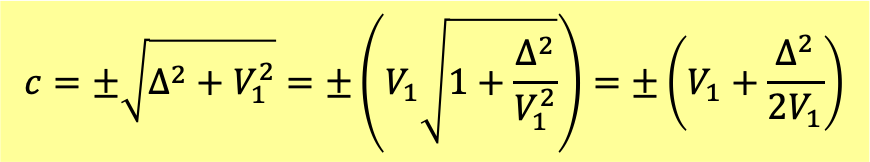 c = ±√(Δ² + V₁²) = ±(V₁√(1 + Δ²/V₁²)) = ±(V₁ + Δ²/2V₁)